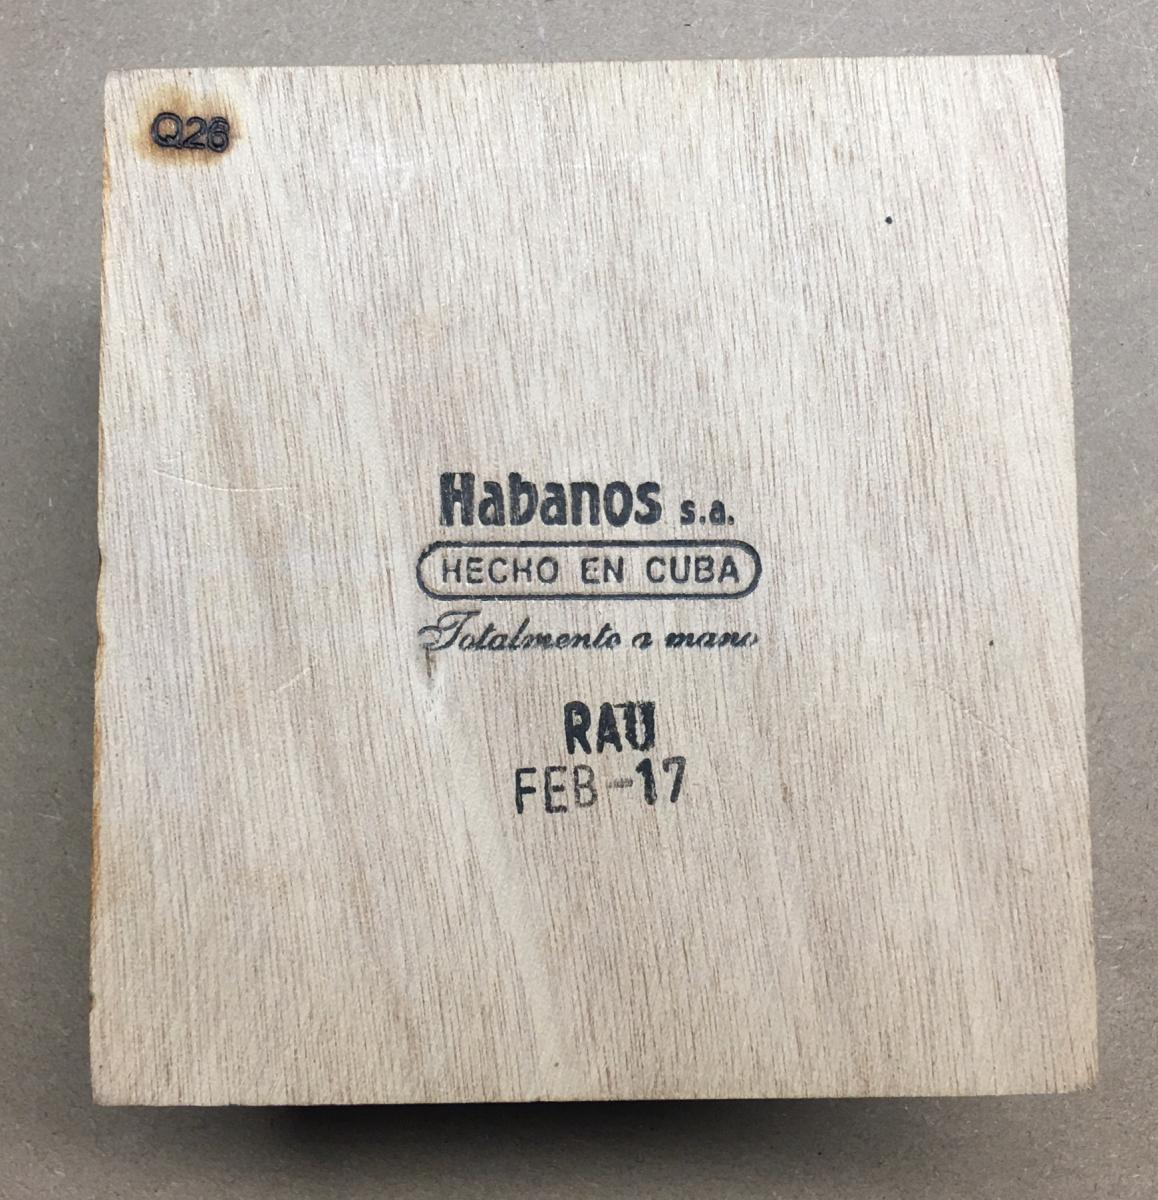 Q26
Habanos s.a.
HECHO EN CUBA
Totalmente a mano
RAU
FEB-17